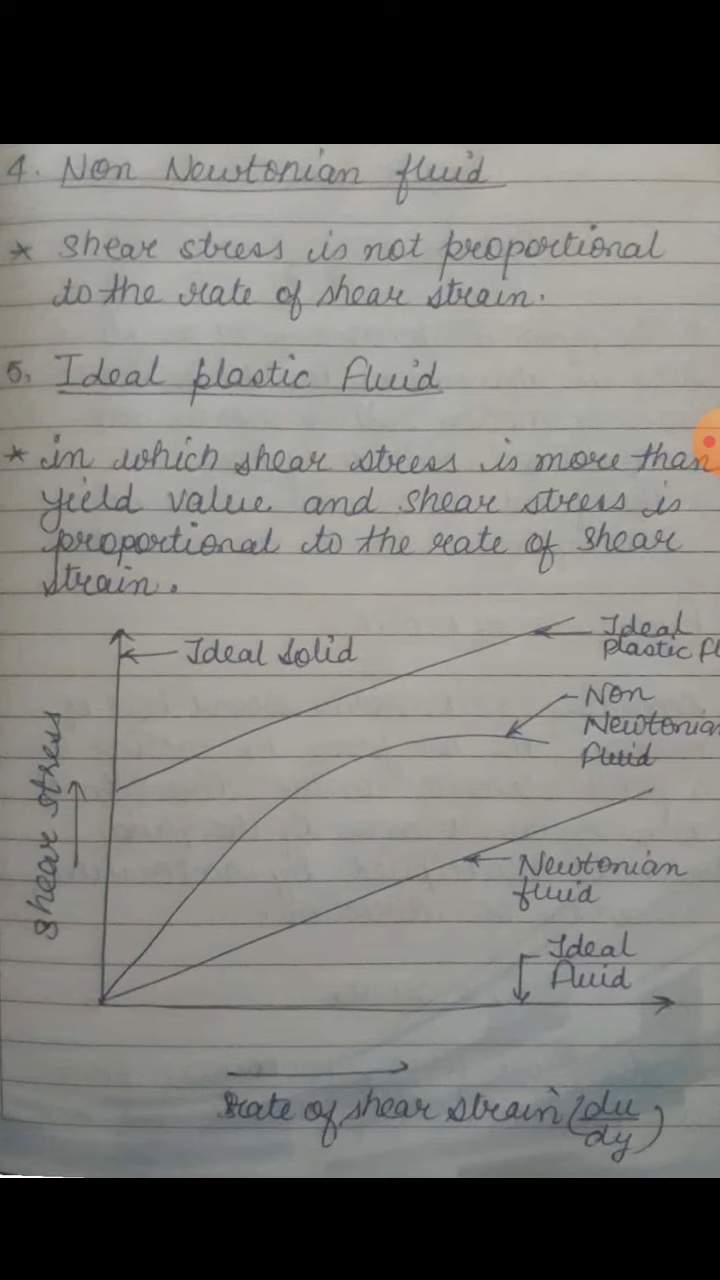 4. Non Newtonian fluid
* shear stress is not proportional
to the rate of shear strain.
5. Ideal plastic fluid
* in which shear stress is more than
yield value and shear stress is
proportional to the rate of shear
strain.
Ideal solid
Ideal
plastic fl
Non
Newtonian
fluid
shear stress
Newtonian
fluid
Ideal
fluid
rate of shear strain (du/dy)